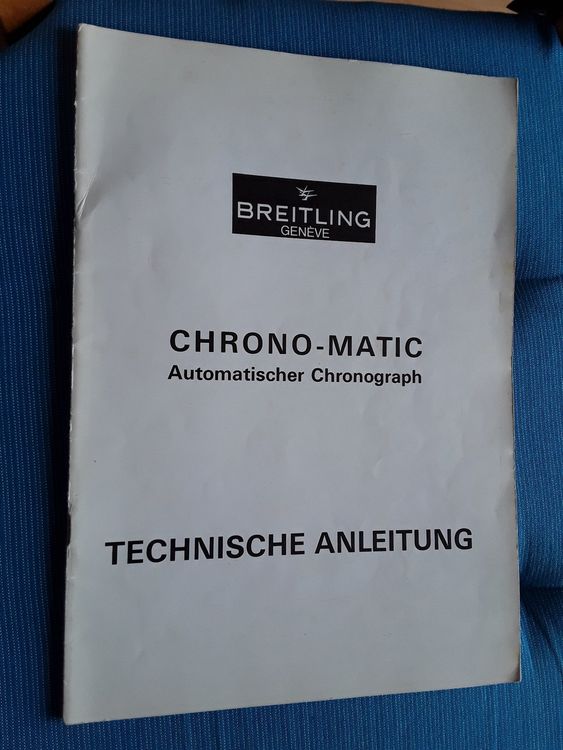 BREITLING
GENÈVE
CHRONO-MATIC
Automatischer Chronograph
TECHNISCHE ANLEITUNG